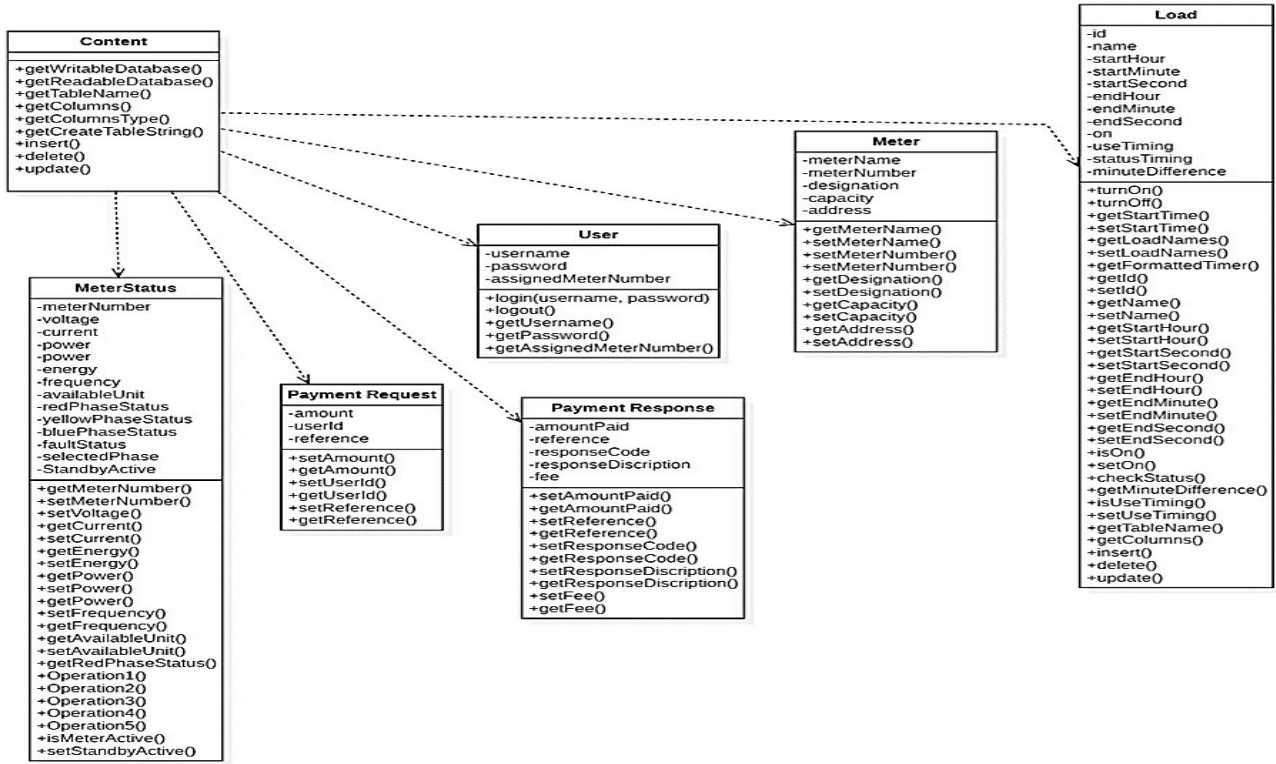 Content
+getWritableDatabase()
+getReadableDatabase()
+getTableName()
+getColumns()
+getColumnsType()
+getCreateTableString()
+insert()
+delete()
+update()
MeterStatus
-meterNumber
-voltage
-current
-power
-power
-energy
-frequency
-availableUnit
-redPhaseStatus
-yellowPhaseStatus
-bluePhaseStatus
-faultStatus
-selectedPhase
-StandbyActive
+getMeterNumber()
+setMeterNumber()
+setVoltage()
+getCurrent()
+setCurrent()
+getEnergy()
+setEnergy()
+getPower()
+setPower()
+getPower()
+setFrequency()
+getFrequency()
+getAvailableUnit()
+setAvailableUnit()
+getRedPhaseStatus()
+Operation1()
+Operation2()
+Operation3()
+Operation4()
+Operation5()
+isMeterActive()
+setStandbyActive()
Payment Request
-amount
-userId
-reference
+setAmount()
+getAmount()
+setUserId()
+getUserId()
+setReference()
+getReference()
User
-username
-password
-assignedMeterNumber
+login(username, password)
+logout()
+getUsername()
+getPassword()
+getAssignedMeterNumber()
Payment Response
-amountPaid
-reference
-responseCode
-responseDiscription
-fee
+setAmountPaid()
+getAmountPaid()
+setReference()
+getReference()
+setResponseCode()
+getResponseCode()
+setResponseDiscription()
+getResponseDiscription()
+setFee()
+getFee()
Meter
-meterName
-meterNumber
-designation
-capacity
-address
+getMeterName()
+setMeterName()
+setMeterNumber()
+setMeterNumber()
+getDesignation()
+setDesignation()
+getCapacity()
+setCapacity()
+getAddress()
+setAddress()
Load
-id
-name
-startHour
-startMinute
-startSecond
-endHour
-endMinute
-endSecond
-on
-useTiming
-statusTiming
-minuteDifference
+turnOn()
+turnOff()
+getStartTime()
+setStartTime()
+getLoadNames()
+setLoadNames()
+getFormattedTimer()
+getId()
+setId()
+getName()
+setName()
+getStartHour()
+setStartHour()
+getStartSecond()
+setStartSecond()
+getEndHour()
+setEndHour()
+getEndMinute()
+setEndMinute()
+getEndSecond()
+setEndSecond()
+isOn()
+setOn()
+checkStatus()
+getMinuteDifference()
+isUseTiming()
+setUseTiming()
+getTableName()
+getColumns()
+insert()
+delete()
+update()